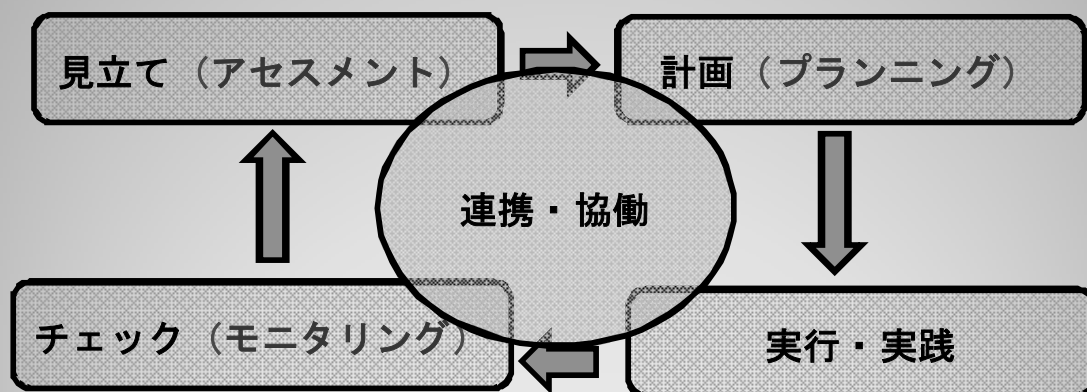 見立て（アセスメント）
計画（プランニング）
連携・協働
チェック（モニタリング）
実行・実践